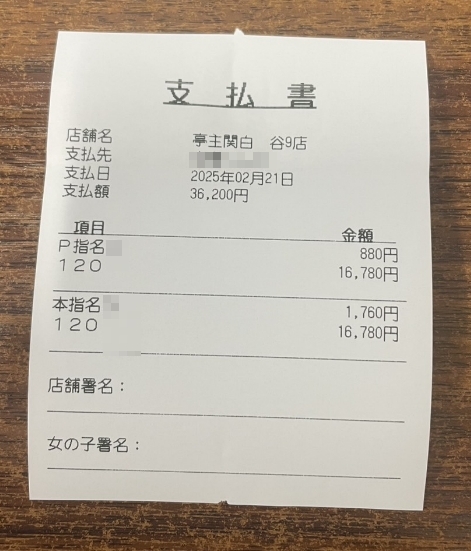 支払書
店舗名 亭主関白 谷9店
支払先
支払日 2025年02月21日
支払額 36,200円
項目 金額
P指名 880円
120 16,780円
本指名 1,760円
120 16,780円
店舗署名:
女の子署名: